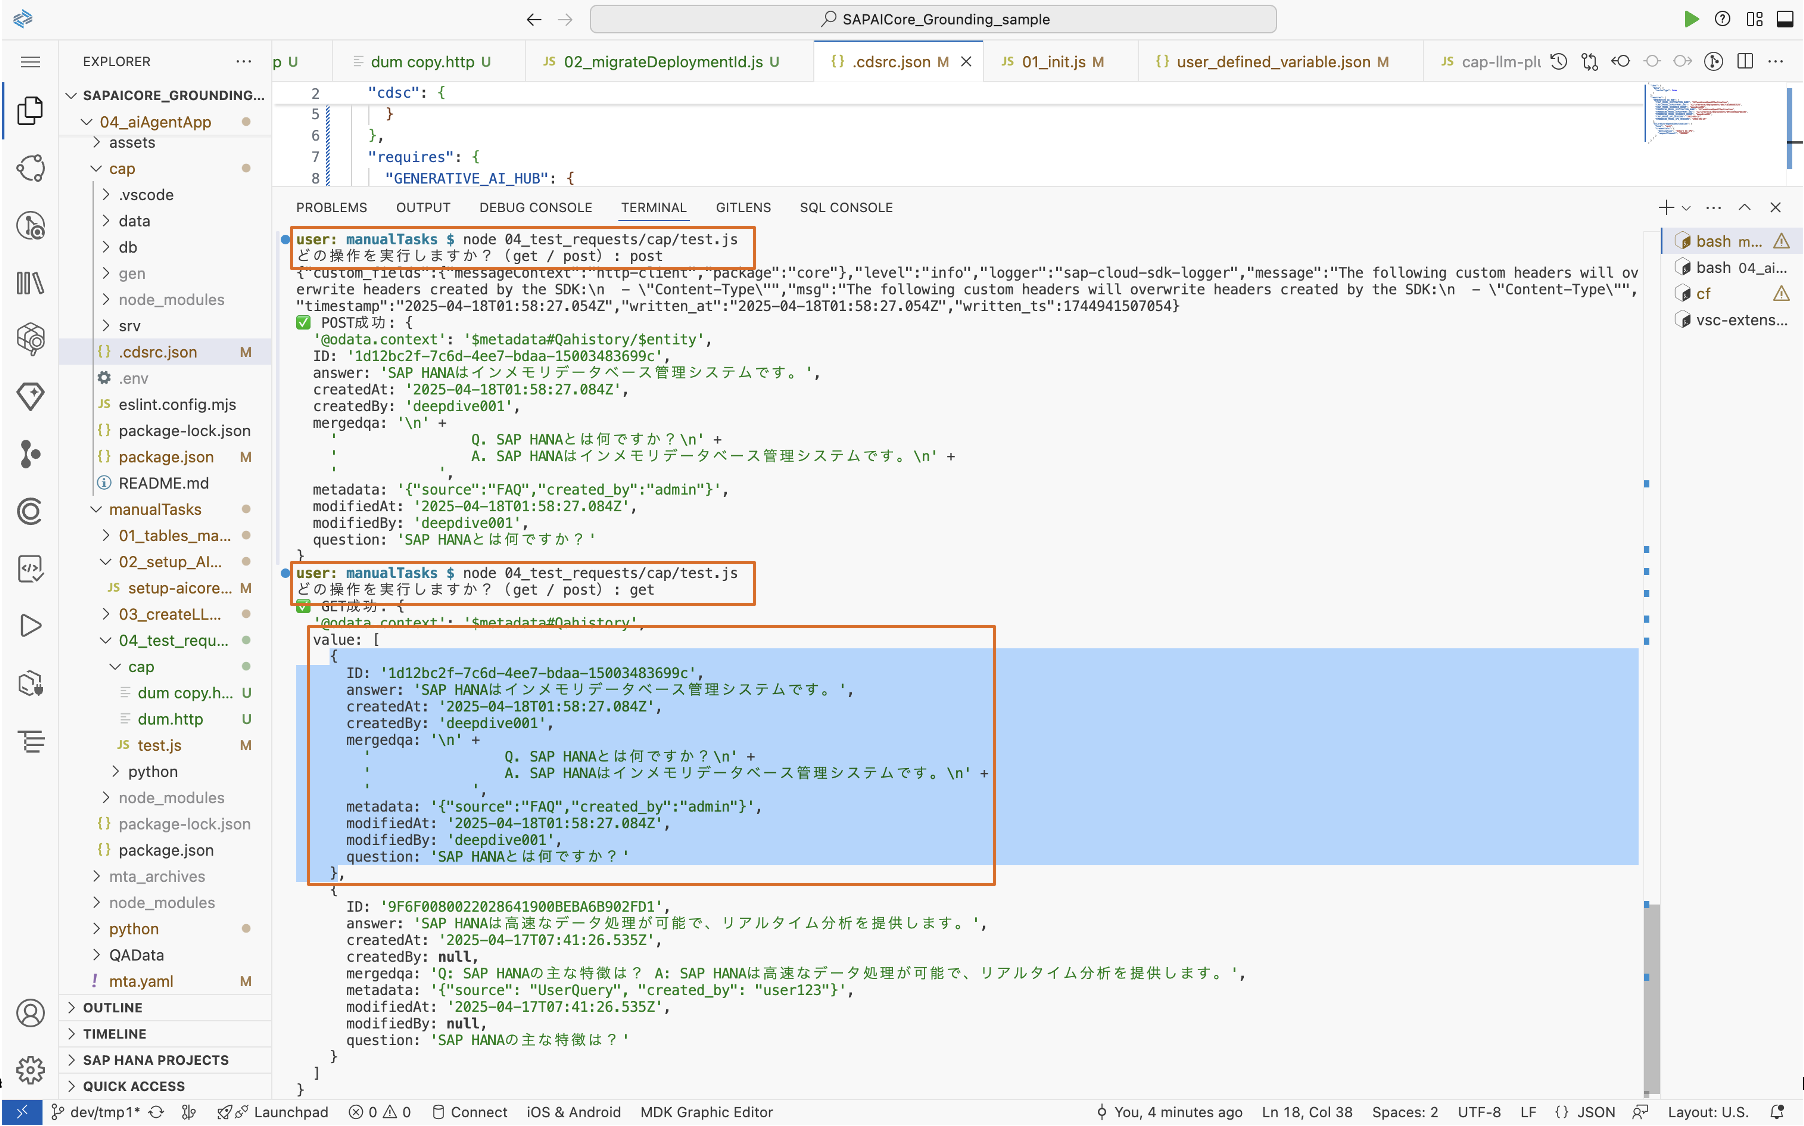 SAPAICore_Grounding_sample
EXPLORER
SAPAICORE_GROUNDING...
04_aiAgentApp
assets
cap
.vscode
data
db
gen
node_modules
srv
{} .cdsrc.json M
.env
JS eslint.config.mjs
{} package-lock.json
{} package.json M
README.md
manualTasks
01_tables_ma...
02_setup_AI...
JS setup-aicore... M
03_createLL...
04_test_requ...
cap
dum copy.h... U
dum.http U
JS test.js M
python
node_modules
{} package-lock.json
{} package.json
mta_archives
node_modules
python
QAData
! mta.yaml M
OUTLINE
TIMELINE
SAP HANA PROJECTS
QUICK ACCESS
p U
dum copy.http U
JS 02_migrateDeploymentId.js U
{} .cdsrc.json M
JS 01_init.js M
{} user_defined_variable.json M
JS cap-llm-plu
2 "cdsc": {
5 }
6 },
7 "requires": {
8 "GENERATIVE_AI_HUB": {
PROBLEMS OUTPUT DEBUG CONSOLE TERMINAL GITLENS SQL CONSOLE
user: manualTasks $ node 04_test_requests/cap/test.js
どの操作を実行しますか？ (get / post) : post
{"custom_fields":{"messageContext":"http-client","package":"core"},"level":"info","logger":"sap-cloud-sdk-logger","message":"The following custom headers will ov
erwrite headers created by the SDK:\n  - \"Content-Type\"","msg":"The following custom headers will overwrite headers created by the SDK:\n  - \"Content-Type\"",
"timestamp":"2025-04-18T01:58:27.054Z","written_at":"2025-04-18T01:58:27.054Z","written_ts":1744941507054}
✅ POST成功: {
'@odata.context': '$metadata#Qahistory/$entity',
ID: '1d12bc2f-7c6d-4ee7-bdaa-15003483699c',
answer: 'SAP HANAはインメモリデータベース管理システムです。',
createdAt: '2025-04-18T01:58:27.084Z',
createdBy: 'deepdive001',
mergedqa: '\n' +
' Q. SAP HANAとは何ですか？\n' +
' A. SAP HANAはインメモリデータベース管理システムです。\n' +
' ',
metadata: '{"source":"FAQ","created_by":"admin"}',
modifiedAt: '2025-04-18T01:58:27.084Z',
modifiedBy: 'deepdive001',
question: 'SAP HANAとは何ですか？'
}
user: manualTasks $ node 04_test_requests/cap/test.js
どの操作を実行しますか？ (get / post) : get
✅ GET成功: {
'@odata.context': '$metadata#Qahistory',
value: [
{
ID: '1d12bc2f-7c6d-4ee7-bdaa-15003483699c',
answer: 'SAP HANAはインメモリデータベース管理システムです。',
createdAt: '2025-04-18T01:58:27.084Z',
createdBy: 'deepdive001',
mergedqa: '\n' +
' Q. SAP HANAとは何ですか？\n' +
' A. SAP HANAはインメモリデータベース管理システムです。\n' +
' ',
metadata: '{"source":"FAQ","created_by":"admin"}',
modifiedAt: '2025-04-18T01:58:27.084Z',
modifiedBy: 'deepdive001',
question: 'SAP HANAとは何ですか？'
},
{
ID: '9F6F0080022028641900BEBA6B902FD1',
answer: 'SAP HANAは高速なデータ処理が可能で、リアルタイム分析を提供します。',
createdAt: '2025-04-17T07:41:26.535Z',
createdBy: null,
mergedqa: 'Q: SAP HANAの主な特徴は？ A: SAP HANAは高速なデータ処理が可能で、リアルタイム分析を提供します。',
metadata: '{"source": "UserQuery", "created_by": "user123"}',
modifiedAt: '2025-04-17T07:41:26.535Z',
modifiedBy: null,
question: 'SAP HANAの主な特徴は？'
}
]
}
bash m...
bash 04_ai...
cf
vsc-exten...
dev/tmp1* Launchpad 0 0 Connect iOS & Android MDK Graphic Editor
You, 4 minutes ago Ln 18, Col 38 Spaces: 2 UTF-8 LF {} JSON Layout: U.S.